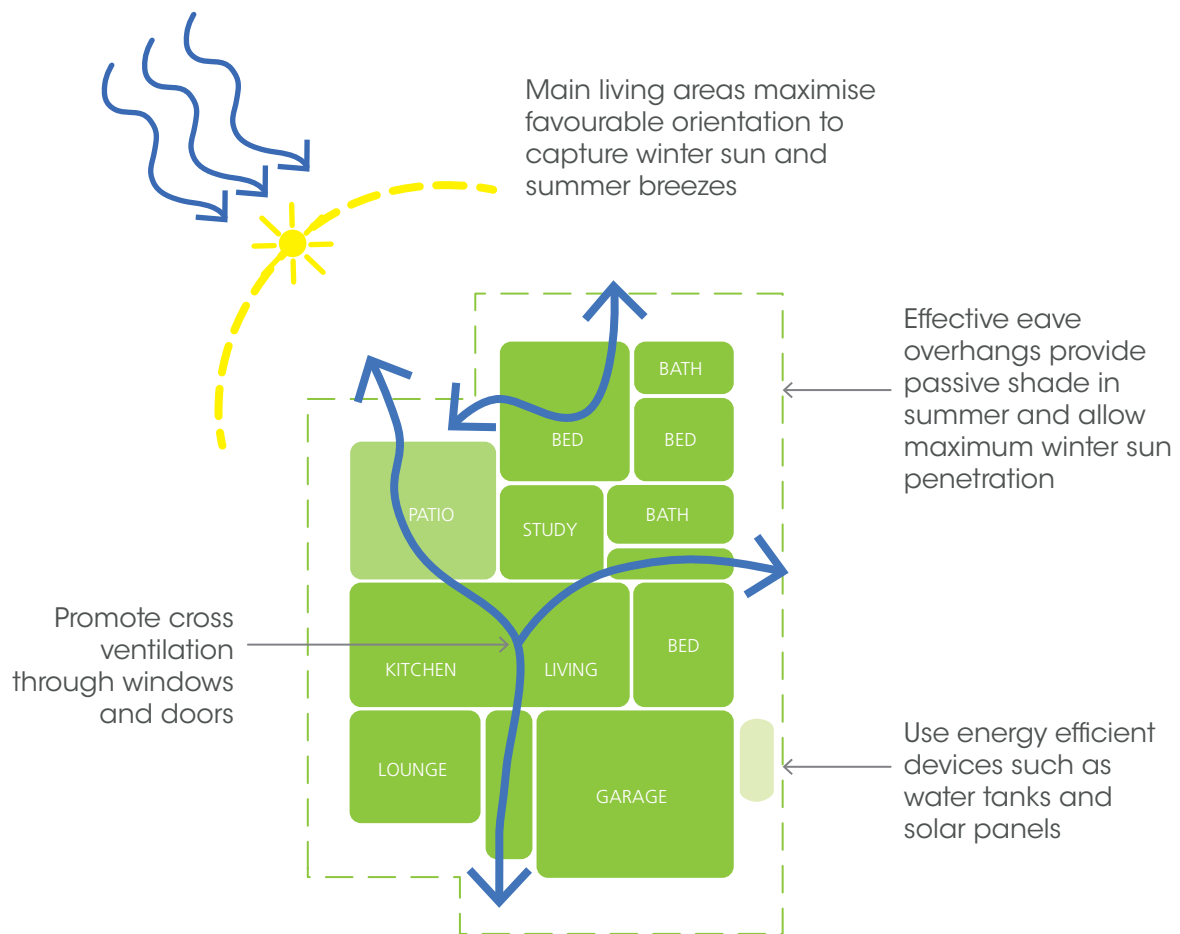 Main living areas maximise
favourable orientation to
capture winter sun and
summer breezes
Effective eave
overhangs provide
passive shade in
summer and allow
maximum winter sun
penetration
BATH
BED
BED
PATIO
STUDY
BATH
Promote cross
ventilation
through windows
and doors
KITCHEN
LIVING
BED
LOUNGE
GARAGE
Use energy efficient
devices such as
water tanks and
solar panels